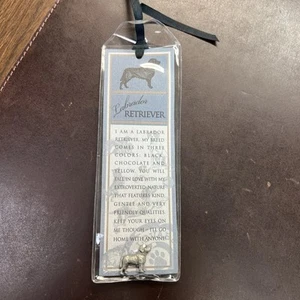 Labrador
RETRIEVER
I AM A LABRADOR
RETRIEVER. MY BREED
COMES IN THREE
COLORS: BLACK,
CHOCOLATE AND
YELLOW. YOU WILL
FALL IN LOVE WITH MY
EXTROVERTED NATURE
THAT FEATURES KIND,
GENTLE AND VERY
FRIENDLY QUALITIES.
KEEP YOUR EYES ON
ME THOUGH - I'LL GO
HOME WITH ANYONE!